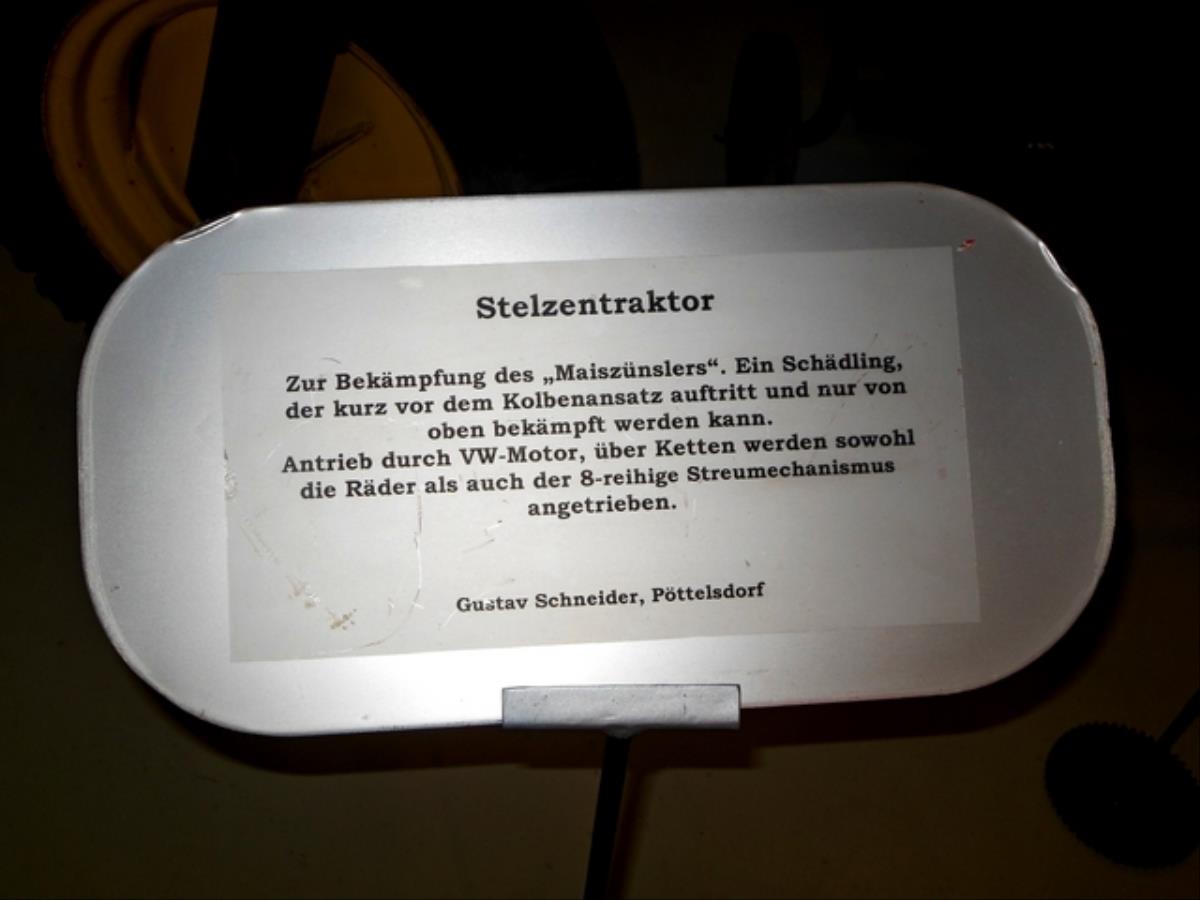 Stelzentraktor
Zur Bekämpfung des „Maiszünslers“. Ein Schädling,
der kurz vor dem Kolbenansatz auftritt und nur von
oben bekämpft werden kann.
Antrieb durch VW-Motor, über Ketten werden sowohl
die Räder als auch der 8-reihige Streumechanismus
angetrieben.
Gustav Schneider, Pöttelsdorf